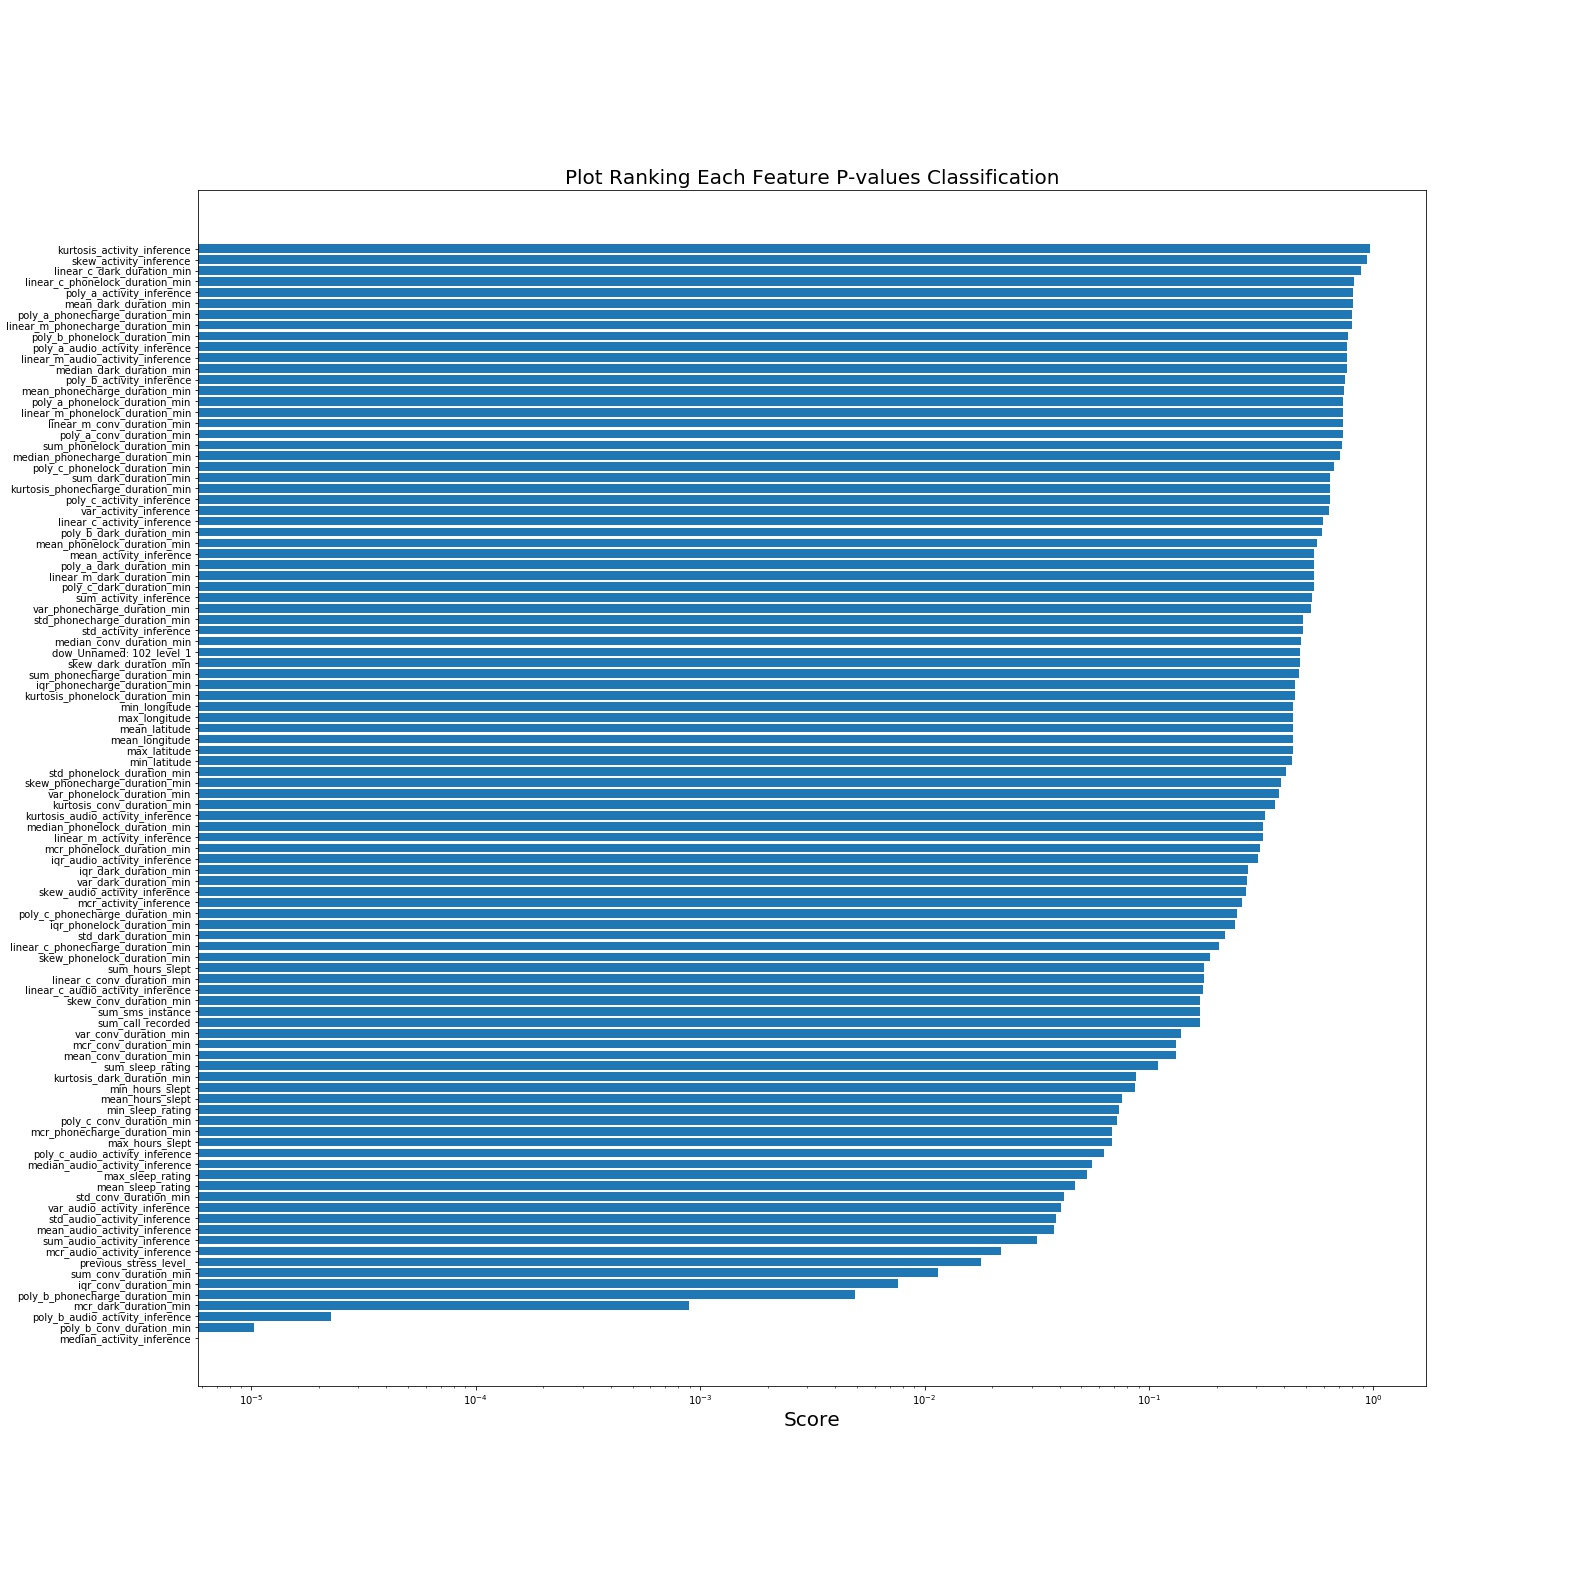 Plot Ranking Each Feature P-values Classification
kurtosis_activity_inference
skew_activity_inference
linear_c_dark_duration_min
linear_c_phonelock_duration_min
poly_a_activity_inference
mean_dark_duration_min
poly_a_phonecharge_duration_min
linear_m_phonecharge_duration_min
poly_b_phonelock_duration_min
poly_a_audio_activity_inference
linear_m_audio_activity_inference
median_dark_duration_min
poly_b_activity_inference
mean_phonecharge_duration_min
poly_a_phonelock_duration_min
linear_m_phonelock_duration_min
linear_m_conv_duration_min
poly_a_conv_duration_min
sum_phonelock_duration_min
median_phonecharge_duration_min
poly_c_phonelock_duration_min
sum_dark_duration_min
kurtosis_phonecharge_duration_min
poly_c_activity_inference
var_activity_inference
linear_c_activity_inference
poly_b_dark_duration_min
mean_phonelock_duration_min
mean_activity_inference
poly_a_dark_duration_min
linear_m_dark_duration_min
poly_c_dark_duration_min
sum_activity_inference
var_phonecharge_duration_min
std_phonecharge_duration_min
std_activity_inference
median_conv_duration_min
dow_Unnamed: 102_level_1
skew_dark_duration_min
sum_phonecharge_duration_min
iqr_phonecharge_duration_min
kurtosis_phonelock_duration_min
min_longitude
max_longitude
mean_latitude
mean_longitude
max_latitude
min_latitude
std_phonelock_duration_min
skew_phonecharge_duration_min
var_phonelock_duration_min
kurtosis_conv_duration_min
kurtosis_audio_activity_inference
median_phonelock_duration_min
linear_m_activity_inference
mcr_phonelock_duration_min
iqr_audio_activity_inference
iqr_dark_duration_min
var_dark_duration_min
skew_audio_activity_inference
mcr_activity_inference
poly_c_phonecharge_duration_min
iqr_phonelock_duration_min
std_dark_duration_min
linear_c_phonecharge_duration_min
skew_phonelock_duration_min
sum_hours_slept
linear_c_conv_duration_min
linear_c_audio_activity_inference
skew_conv_duration_min
sum_sms_instance
sum_call_recorded
var_conv_duration_min
mcr_conv_duration_min
mean_conv_duration_min
sum_sleep_rating
kurtosis_dark_duration_min
min_hours_slept
mean_hours_slept
min_sleep_rating
poly_c_conv_duration_min
mcr_phonecharge_duration_min
max_hours_slept
poly_c_audio_activity_inference
median_audio_activity_inference
max_sleep_rating
mean_sleep_rating
std_conv_duration_min
var_audio_activity_inference
std_audio_activity_inference
mean_audio_activity_inference
sum_audio_activity_inference
mcr_audio_activity_inference
previous_stress_level_
sum_conv_duration_min
iqr_conv_duration_min
poly_b_phonecharge_duration_min
mcr_dark_duration_min
poly_b_audio_activity_inference
poly_b_conv_duration_min
median_activity_inference
10⁻⁵ 10⁻⁴ 10⁻³ 10⁻² 10⁻¹ 10⁰
Score